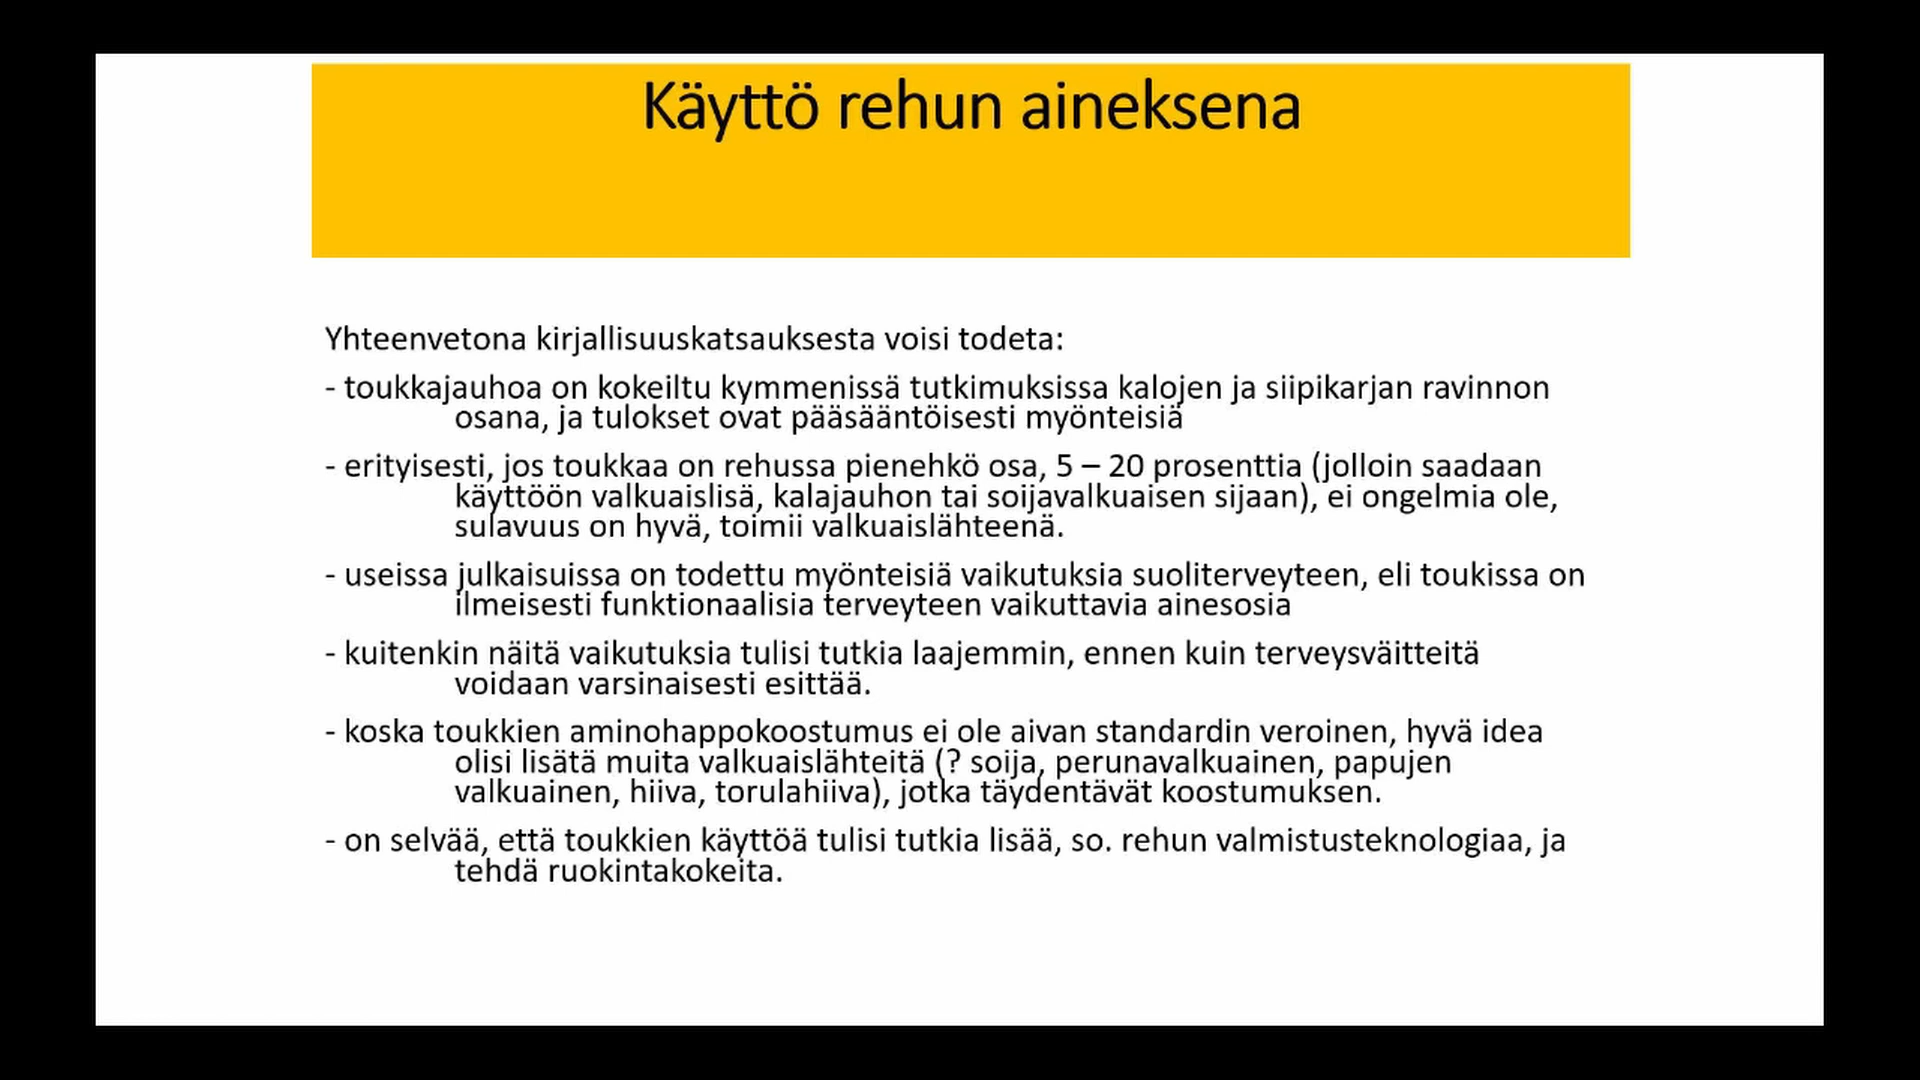 Käyttö rehun aineksena
Yhteenvetona kirjallisuuskatsauksesta voisi todeta:
- toukkajauhoa on kokeiltu kymmenissä tutkimuksissa kalojen ja siipikarjan ravinnon
osana, ja tulokset ovat pääsääntöisesti myönteisiä
- erityisesti, jos toukkaa on rehussa pienehkö osa, 5 – 20 prosenttia (jolloin saadaan
käyttöön valkuaislisä, kalajauhon tai soijavalkuaisen sijaan), ei ongelmia ole,
sulavuus on hyvä, toimii valkuaislähteenä.
- useissa julkaisuissa on todettu myönteisiä vaikutuksia suoliterveyteen, eli toukissa on
ilmeisesti funktionaalisia terveyteen vaikuttavia ainesosia
- kuitenkin näitä vaikutuksia tulisi tutkia laajemmin, ennen kuin terveysväitteitä
voidaan varsinaisesti esittää.
- koska toukkien aminohappokoostumus ei ole aivan standardin veroinen, hyvä idea
olisi lisätä muita valkuaislähteitä (? soija, perunavalkuainen, papujen
valkuainen, hiiva, torulahiiva), jotka täydentävät koostumuksen.
- on selvää, että toukkien käyttöä tulisi tutkia lisää, so. rehun valmistusteknologiaa, ja
tehdä ruokintakokeita.